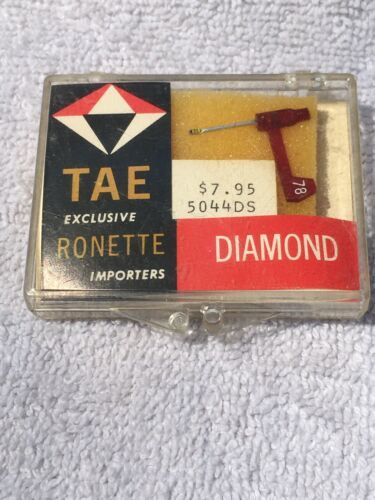 TAE
EXCLUSIVE
RONETTE
IMPORTERS
$7.95
5044DS
78
DIAMOND